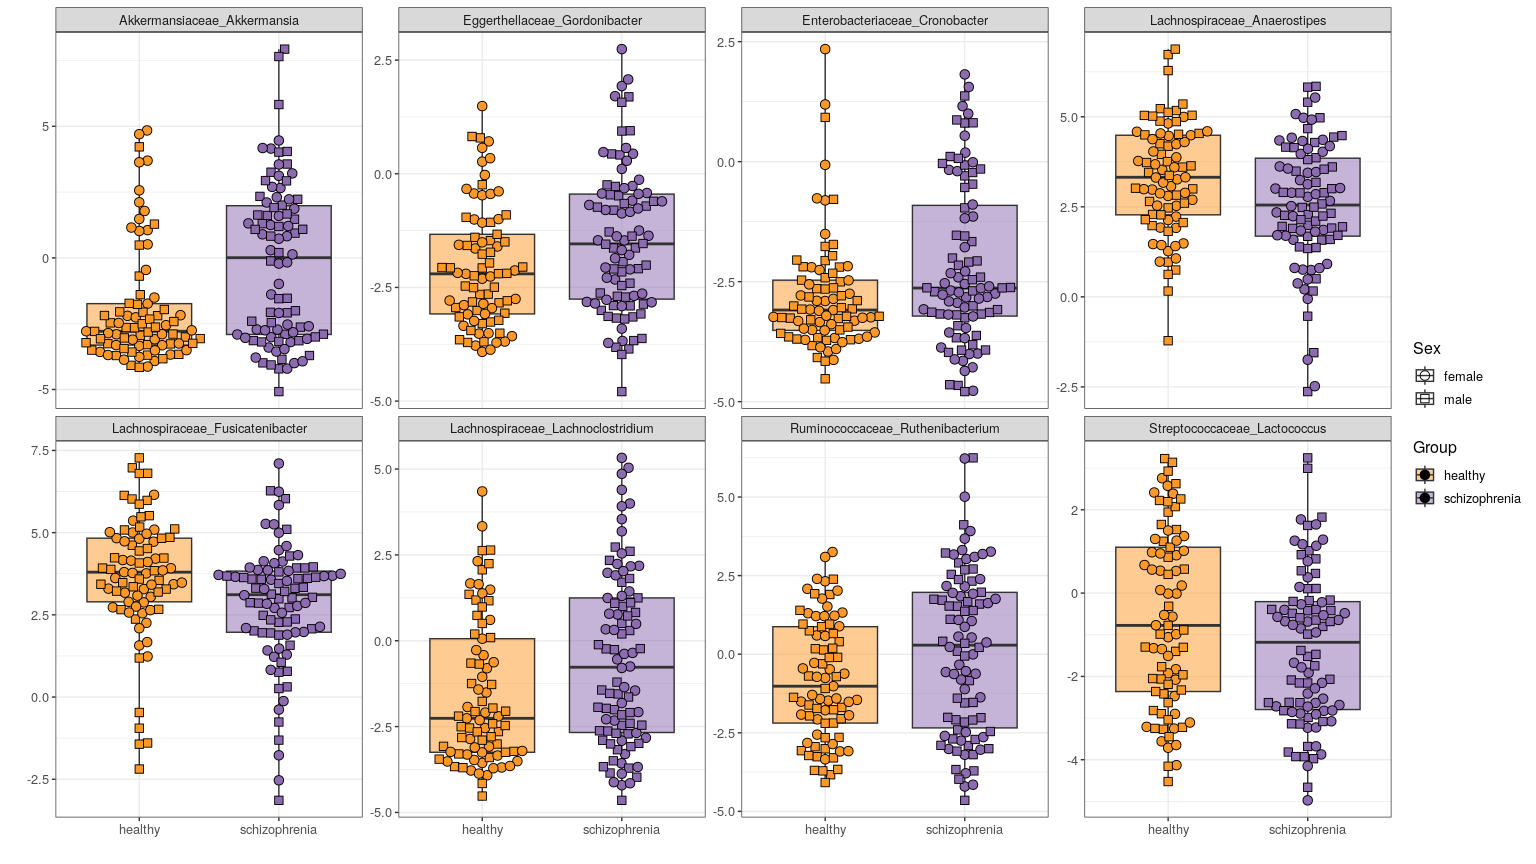 Akkermansiaceae_Akkermansia
Eggerthellaceae_Gordonibacter
Enterobacteriaceae_Cronobacter
Lachnospiraceae_Anaerostipes
5
0
-5
2.5
0.0
-2.5
-5.0
2.5
0.0
-2.5
-5.0
5.0
2.5
0.0
-2.5
Lachnospiraceae_Fusicatenibacter
Lachnospiraceae_Lachnoclostridium
Ruminococcaceae_Ruthenibacterium
Streptococcaceae_Lactococcus
7.5
5.0
2.5
0.0
-2.5
5.0
2.5
0.0
-2.5
-5.0
5.0
2.5
0.0
-2.5
-5.0
2
0
-2
-4
healthy schizophrenia
healthy schizophrenia
healthy schizophrenia
healthy schizophrenia
Sex
female
male
Group
healthy
schizophrenia